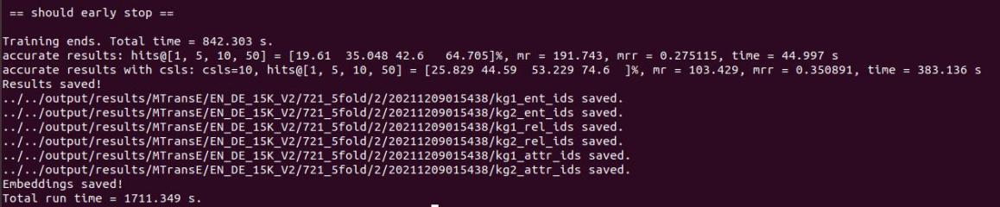 == should early stop ==
Training ends. Total time = 842.303 s.
accurate results: hits@[1, 5, 10, 50] = [19.61  35.048 42.6   64.705]%, mr = 191.743, mrr = 0.275115, time = 44.997 s
accurate results with csls: csls=10, hits@[1, 5, 10, 50] = [25.829 44.59  53.229 74.6  ]%, mr = 103.429, mrr = 0.350891, time = 383.136 s
Results saved!
../../output/results/MTransE/EN_DE_15K_V2/721_5fold/2/20211209015438/kg1_ent_ids saved.
../../output/results/MTransE/EN_DE_15K_V2/721_5fold/2/20211209015438/kg2_ent_ids saved.
../../output/results/MTransE/EN_DE_15K_V2/721_5fold/2/20211209015438/kg1_rel_ids saved.
../../output/results/MTransE/EN_DE_15K_V2/721_5fold/2/20211209015438/kg2_rel_ids saved.
../../output/results/MTransE/EN_DE_15K_V2/721_5fold/2/20211209015438/kg1_attr_ids saved.
../../output/results/MTransE/EN_DE_15K_V2/721_5fold/2/20211209015438/kg2_attr_ids saved.
Embeddings saved!
Total run time = 1711.349 s.